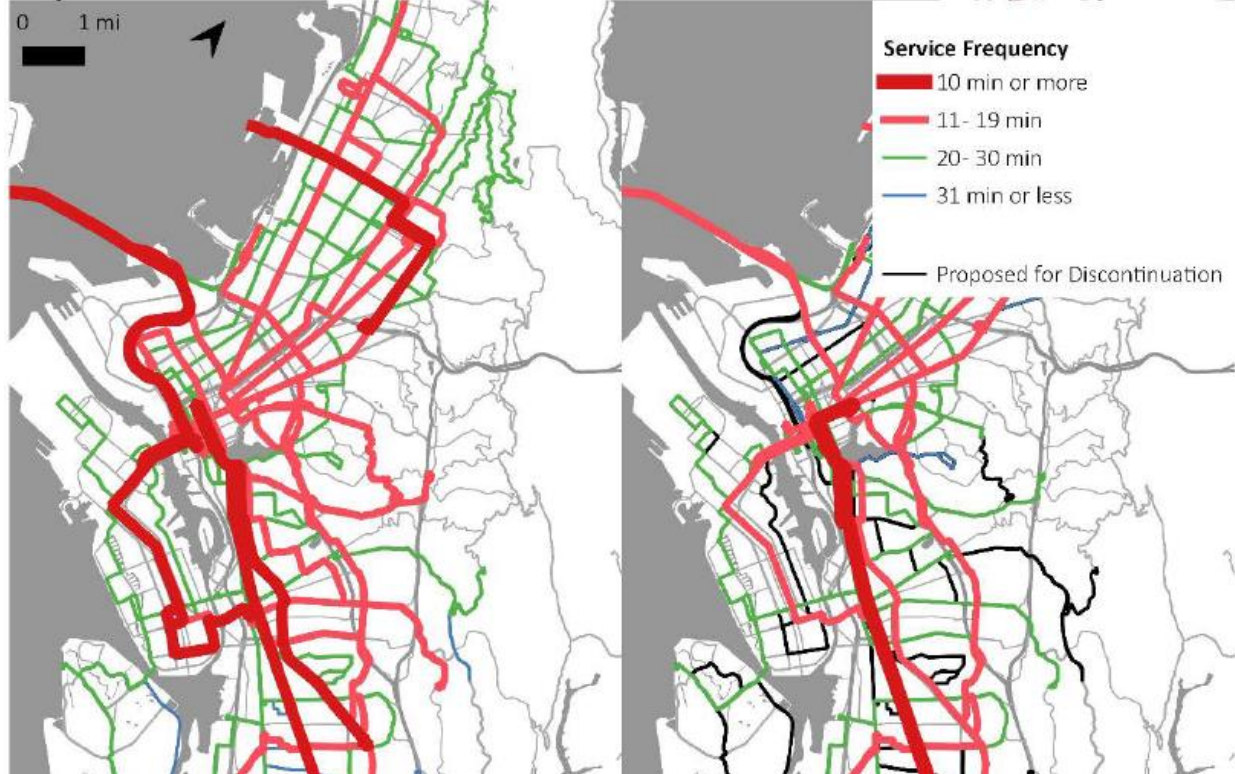 0 1 mi
Service Frequency
10 min or more
11- 19 min
20- 30 min
31 min or less
Proposed for Discontinuation